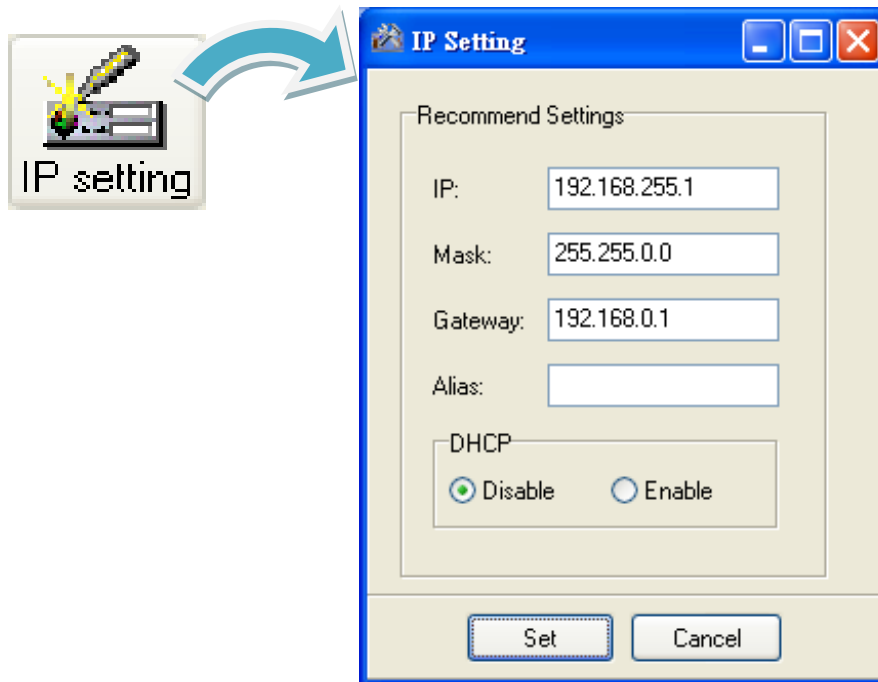 IP setting
IP Setting
Recommend Settings
IP: 192.168.255.1
Mask: 255.255.0.0
Gateway: 192.168.0.1
Alias:
DHCP
Disable Enable
Set Cancel